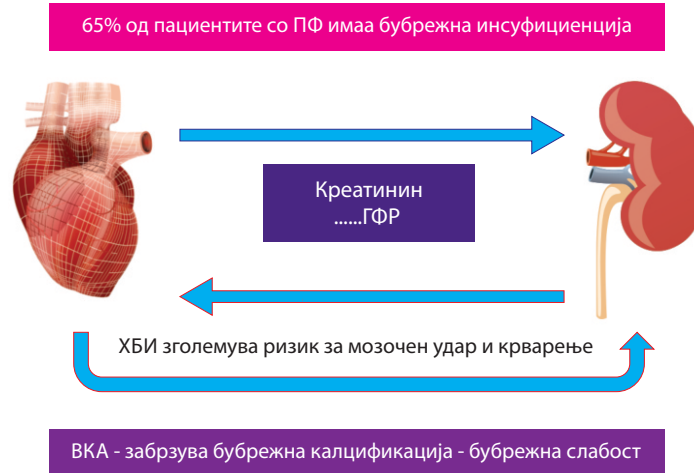 65% од пациентите со ПФ имаа бубрежна инсуфициенција
Креатинин
......ГФР
ХБИ зголемува ризик за мозочен удар и крварење
ВКА - забрзува бубрежна калцификација - бубрежна слабост